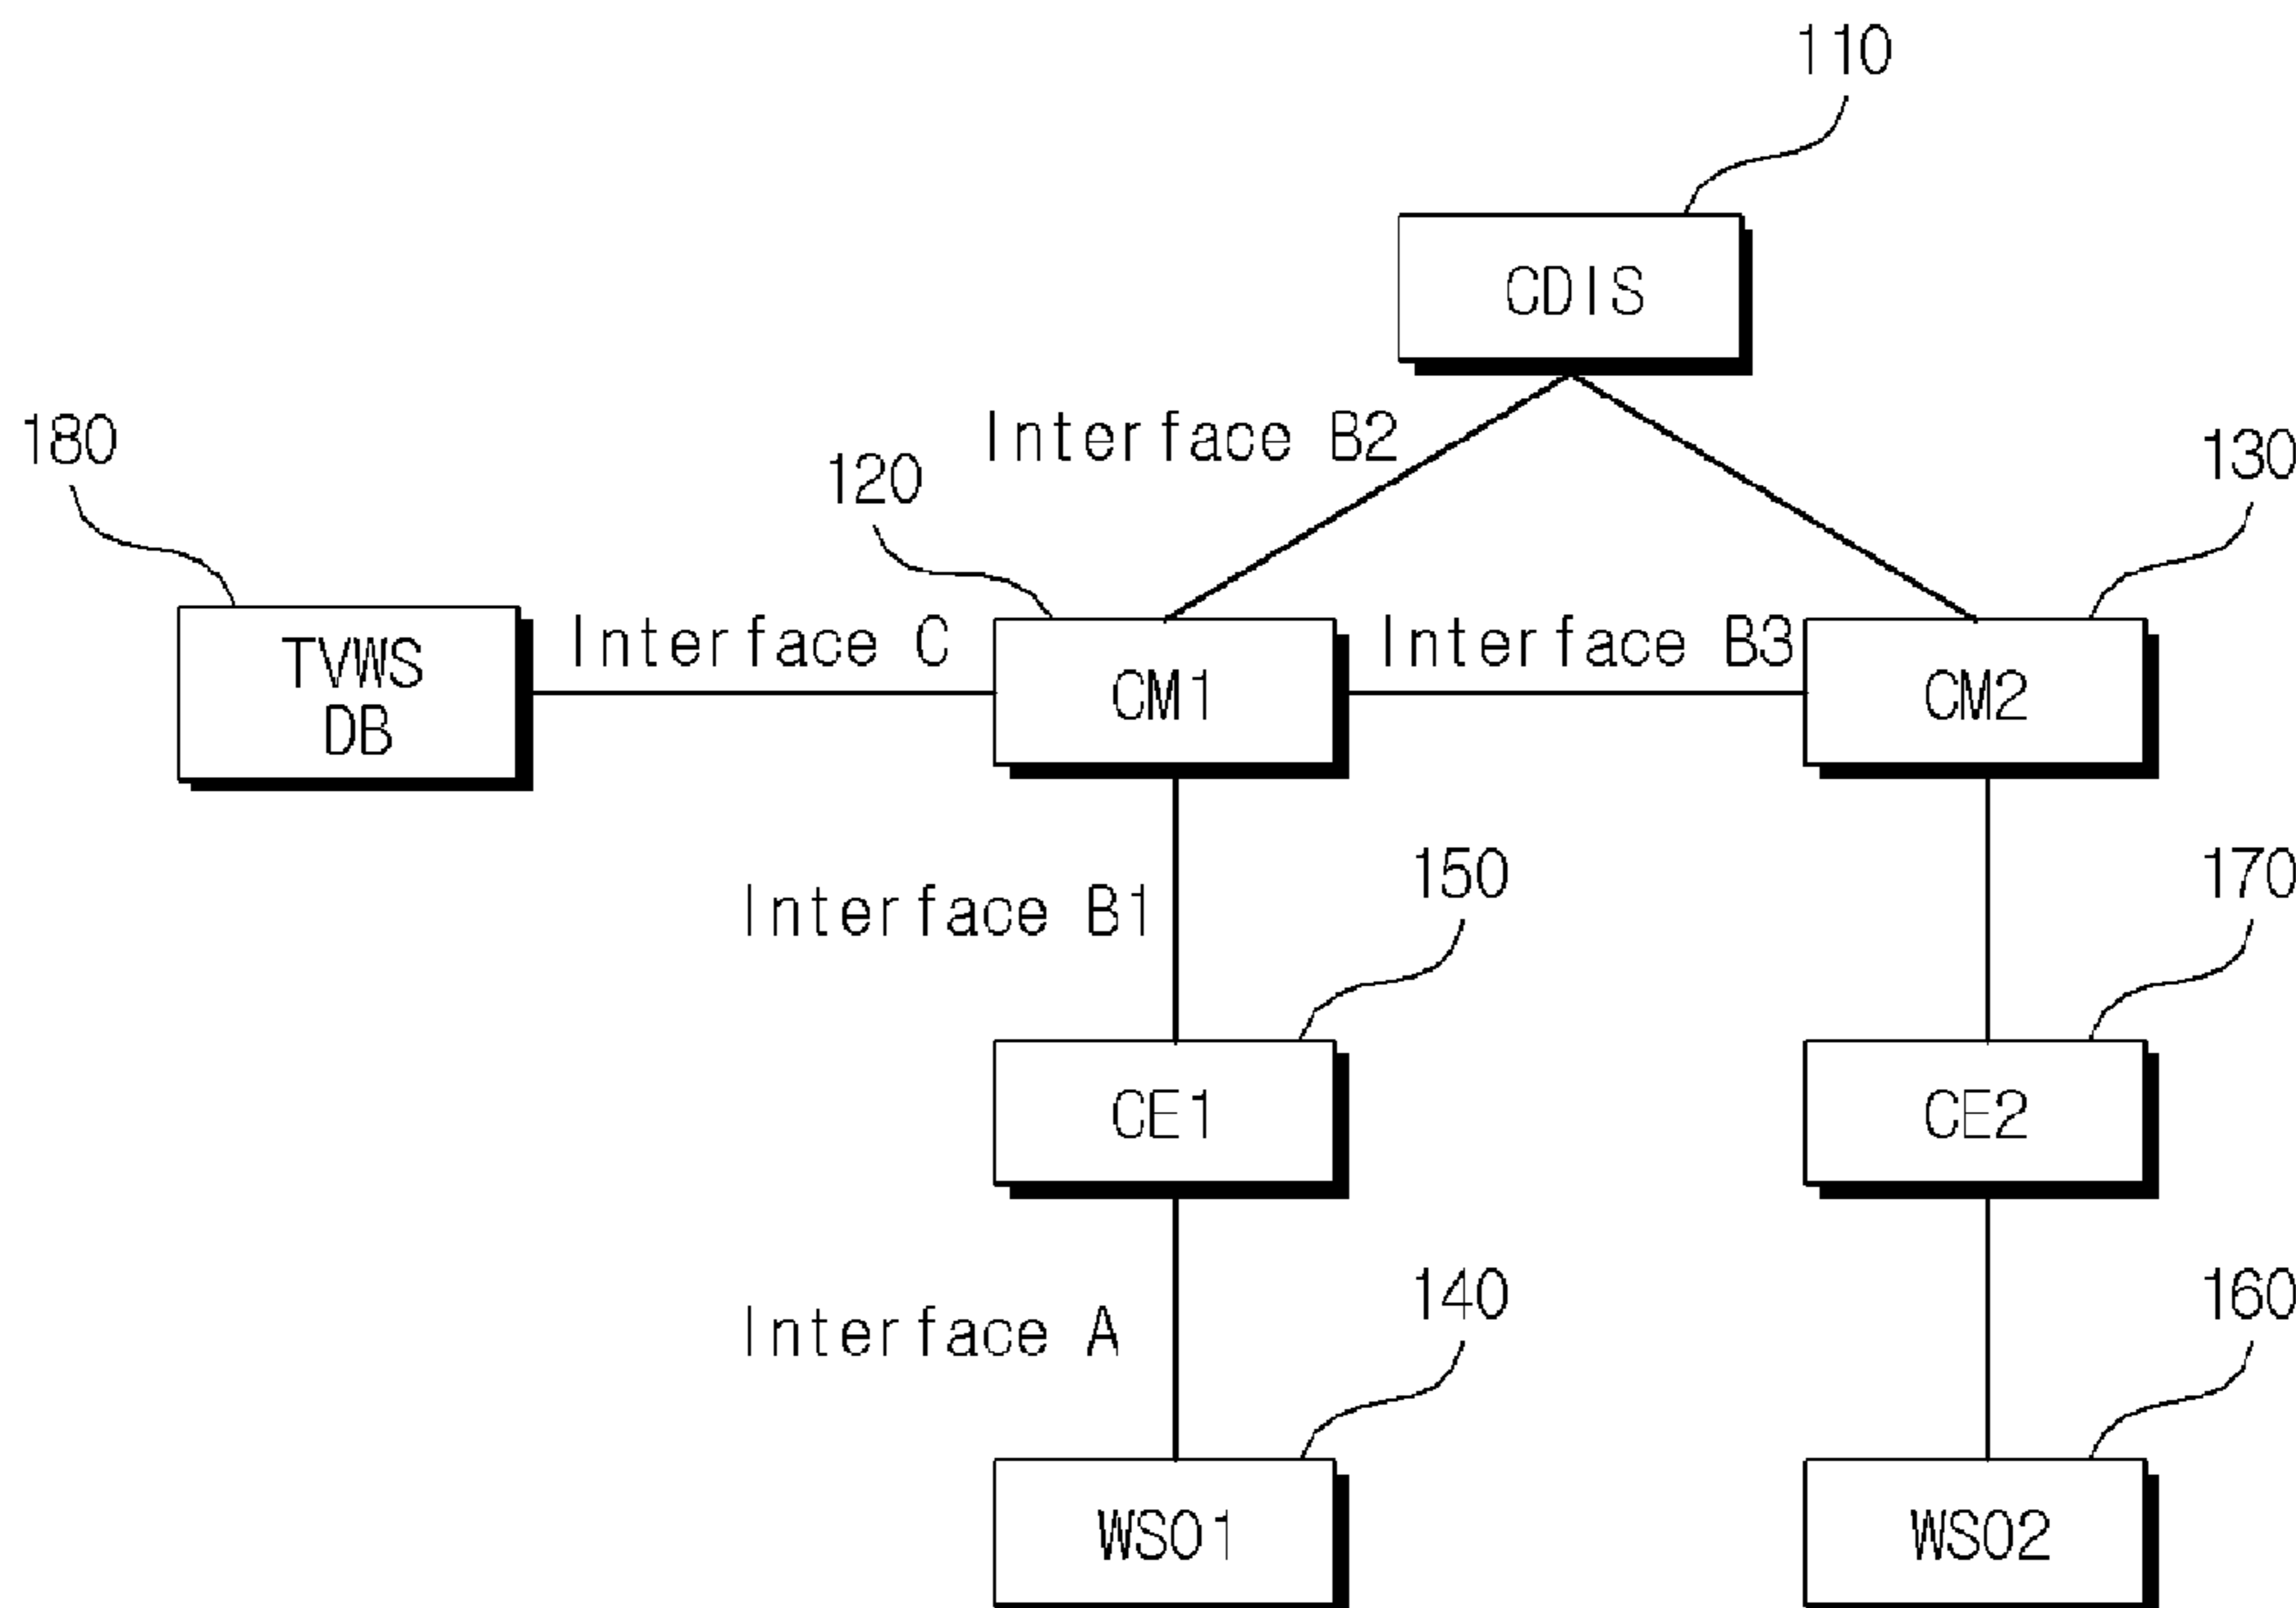 110
CDIS
Interface B2
180
120
130
TVWS
DB
Interface C
CM1
Interface B3
CM2
Interface B1
150
170
CE1
CE2
Interface A
140
160
WSO1
WSO2